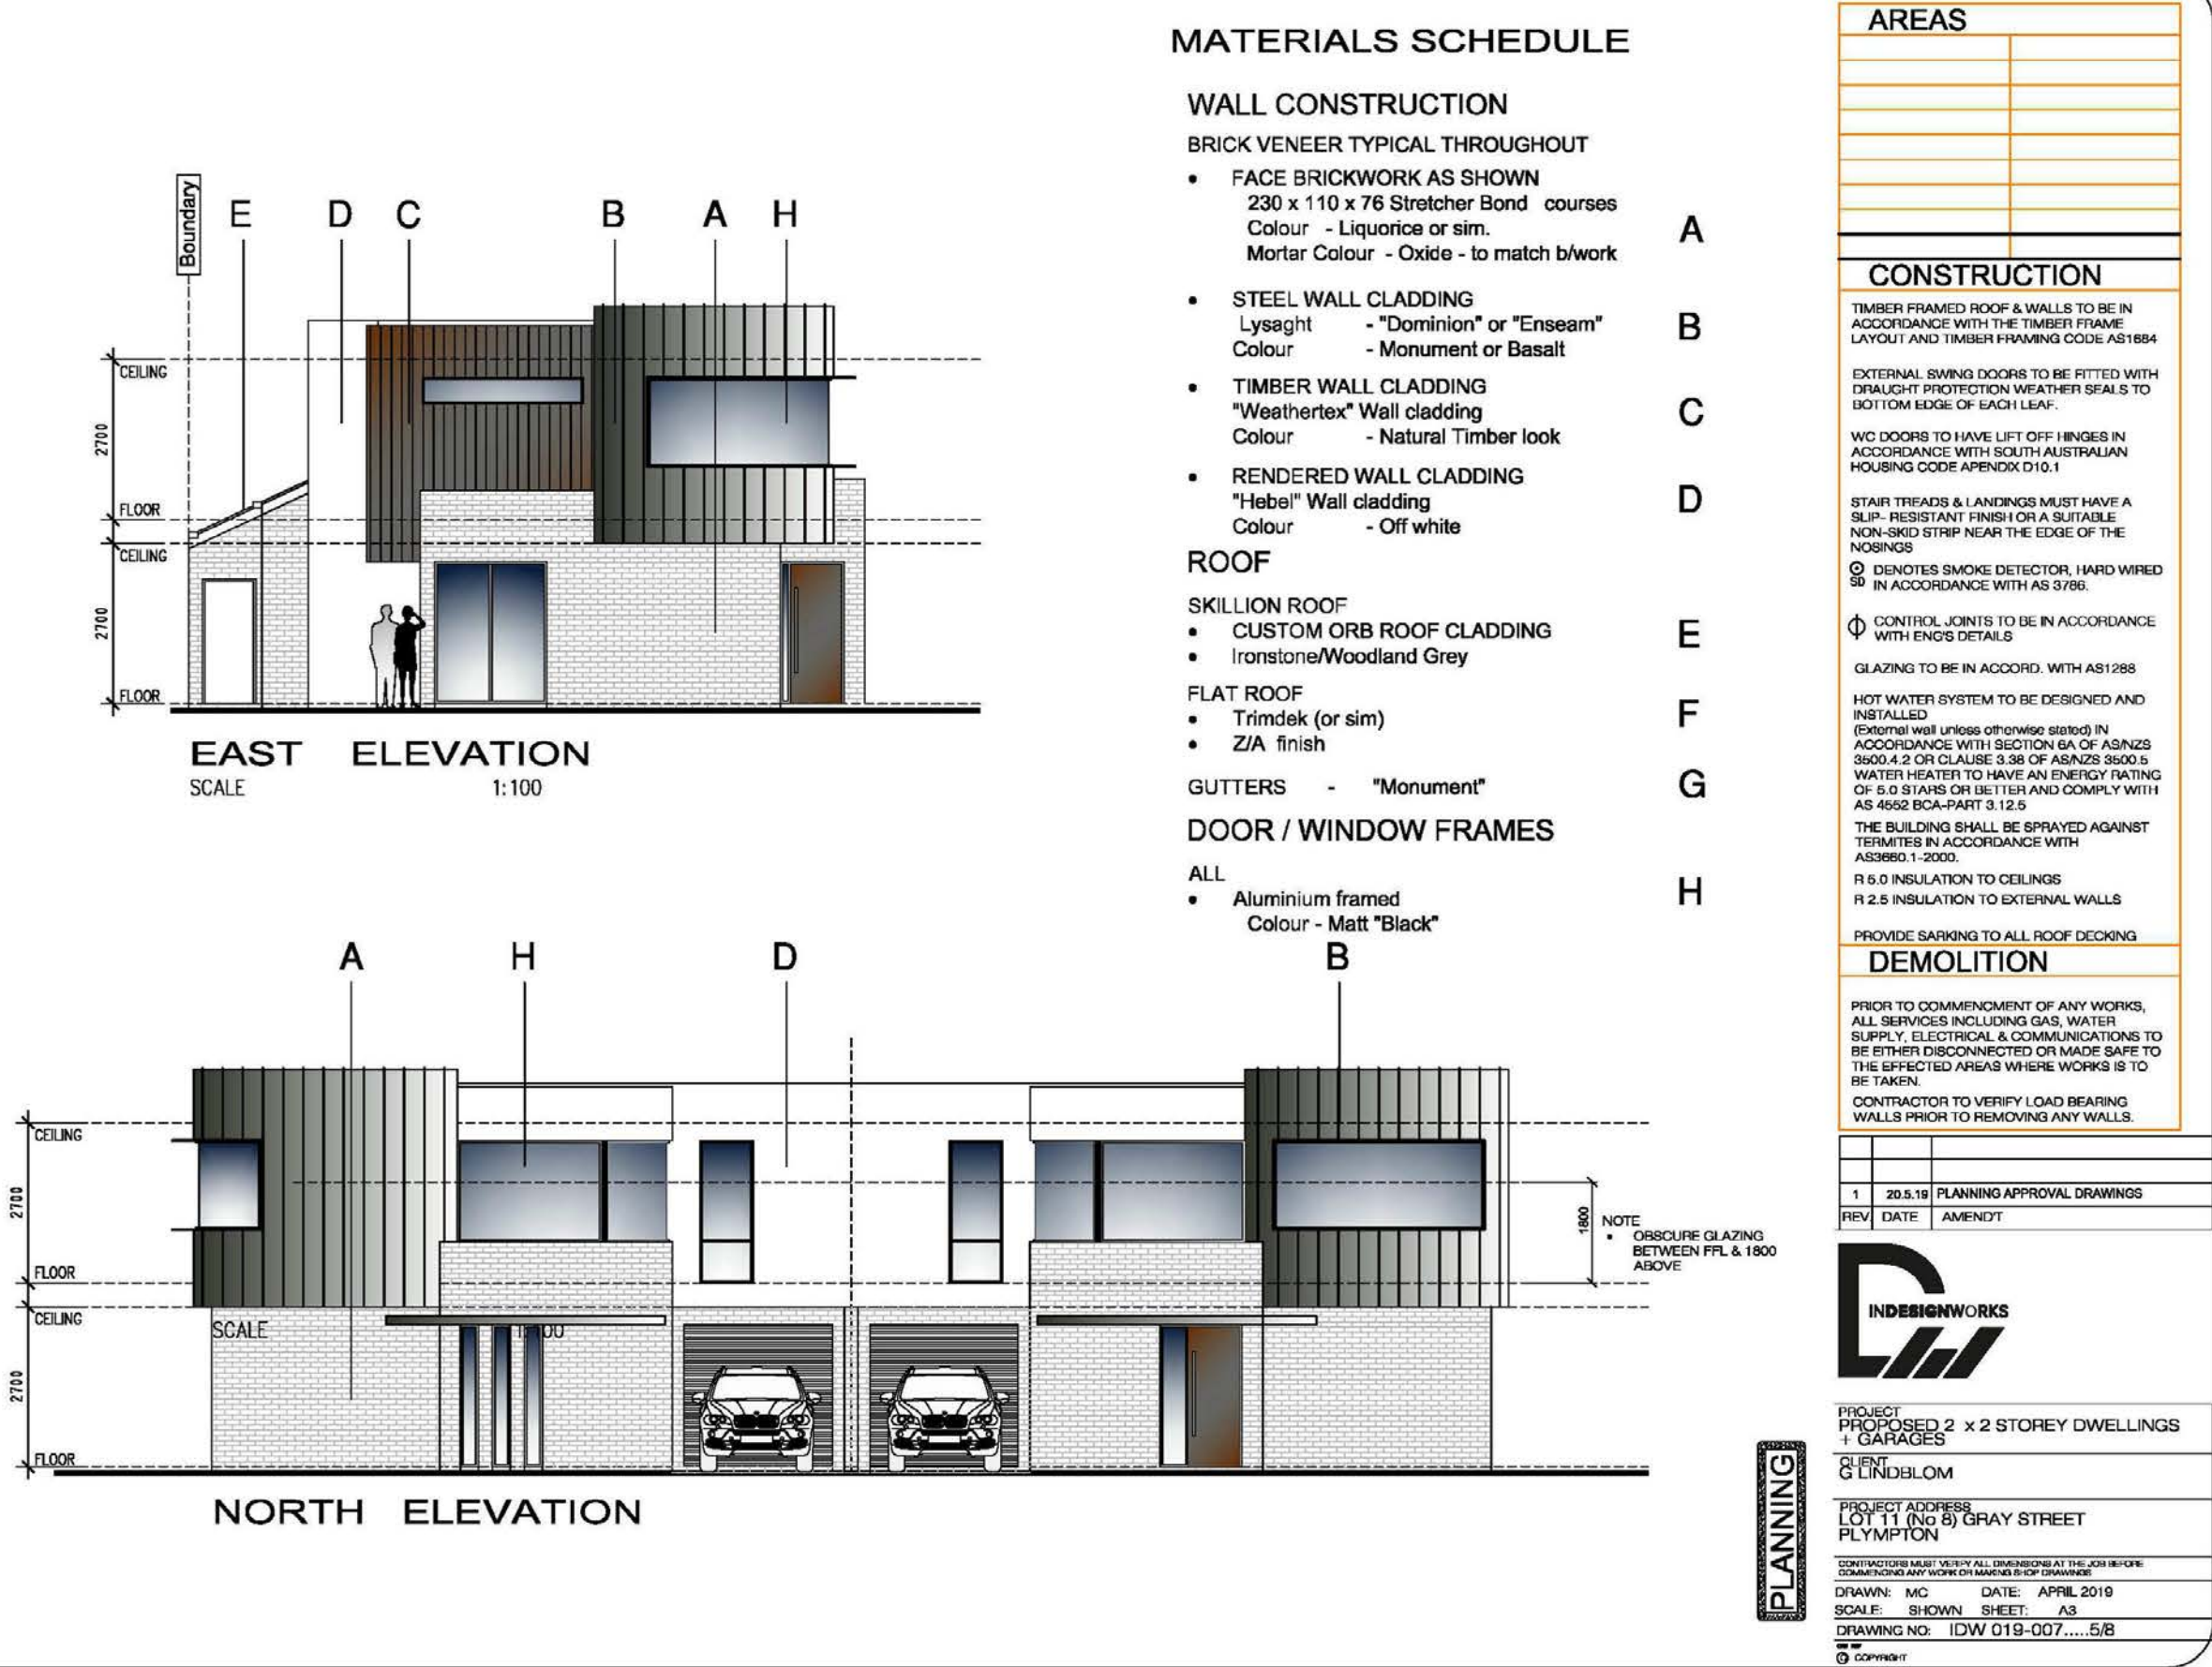 MATERIALS SCHEDULE
WALL CONSTRUCTION
BRICK VENEER TYPICAL THROUGHOUT
• FACE BRICKWORK AS SHOWN
230 x 110 x 76 Stretcher Bond courses
Colour - Liquorice or sim.
Mortar Colour - Oxide - to match b/work
A
• STEEL WALL CLADDING
Lysaght - "Dominion" or "Enseam"
Colour - Monument or Basalt
B
• TIMBER WALL CLADDING
"Weathertex" Wall cladding
Colour - Natural Timber look
C
• RENDERED WALL CLADDING
"Hebel" Wall cladding
Colour - Off white
D
ROOF
SKILLION ROOF
• CUSTOM ORB ROOF CLADDING
• Ironstone/Woodland Grey
E
FLAT ROOF
• Trimdek (or sim)
• Z/A finish
F
GUTTERS - "Monument"
G
DOOR / WINDOW FRAMES
ALL
• Aluminium framed
Colour - Matt "Black"
H
Boundary
E D C B A H
CEILING
2700
FLOOR
CEILING
2700
FLOOR
EAST ELEVATION
SCALE 1:100
A H D B
CEILING
2700
FLOOR
CEILING
2700
FLOOR
SCALE
1800
NOTE
• OBSCURE GLAZING
BETWEEN FFL & 1800
ABOVE
NORTH ELEVATION
PLANNING
AREAS
CONSTRUCTION
TIMBER FRAMED ROOF & WALLS TO BE IN
ACCORDANCE WITH THE TIMBER FRAME
LAYOUT AND TIMBER FRAMING CODE AS1684
EXTERNAL SWING DOORS TO BE FITTED WITH
DRAUGHT PROTECTION WEATHER SEALS TO
BOTTOM EDGE OF EACH LEAF.
WC DOORS TO HAVE LIFT OFF HINGES IN
ACCORDANCE WITH SOUTH AUSTRALIAN
HOUSING CODE APENDIX D10.1
STAIR TREADS & LANDINGS MUST HAVE A
SLIP- RESISTANT FINISH OR A SUITABLE
NON-SKID STRIP NEAR THE EDGE OF THE
NOSINGS
SD
DENOTES SMOKE DETECTOR, HARD WIRED
IN ACCORDANCE WITH AS 3786.
CONTROL JOINTS TO BE IN ACCORDANCE
WITH ENG'S DETAILS
GLAZING TO BE IN ACCORD. WITH AS1288
HOT WATER SYSTEM TO BE DESIGNED AND
INSTALLED
(External wall unless otherwise stated) IN
ACCORDANCE WITH SECTION 6A OF AS/NZS
3500.4.2 OR CLAUSE 3.38 OF AS/NZS 3500.5
WATER HEATER TO HAVE AN ENERGY RATING
OF 5.0 STARS OR BETTER AND COMPLY WITH
AS 4552 BCA-PART 3.12.5
THE BUILDING SHALL BE SPRAYED AGAINST
TERMITES IN ACCORDANCE WITH
AS3660.1-2000.
R 5.0 INSULATION TO CEILINGS
R 2.5 INSULATION TO EXTERNAL WALLS
PROVIDE SARKING TO ALL ROOF DECKING
DEMOLITION
PRIOR TO COMMENCMENT OF ANY WORKS,
ALL SERVICES INCLUDING GAS, WATER
SUPPLY, ELECTRICAL & COMMUNICATIONS TO
BE EITHER DISCONNECTED OR MADE SAFE TO
THE EFFECTED AREAS WHERE WORKS IS TO
BE TAKEN.
CONTRACTOR TO VERIFY LOAD BEARING
WALLS PRIOR TO REMOVING ANY WALLS.
1 20.5.19 PLANNING APPROVAL DRAWINGS
REV DATE AMEND'T
INDESIGNWORKS
PROJECT
PROPOSED 2 x 2 STOREY DWELLINGS
+ GARAGES
CLIENT
G LINDBLOM
PROJECT ADDRESS
LOT 11 (No 8) GRAY STREET
PLYMPTON
CONTRACTORS MUST VERIFY ALL DIMENSIONS AT THE JOB BEFORE
COMMENCING ANY WORK OR MAKING SHOP DRAWINGS
DRAWN: MC DATE: APRIL 2019
SCALE: SHOWN SHEET: A3
DRAWING NO: IDW 019-007.....5/8
© COPYRIGHT